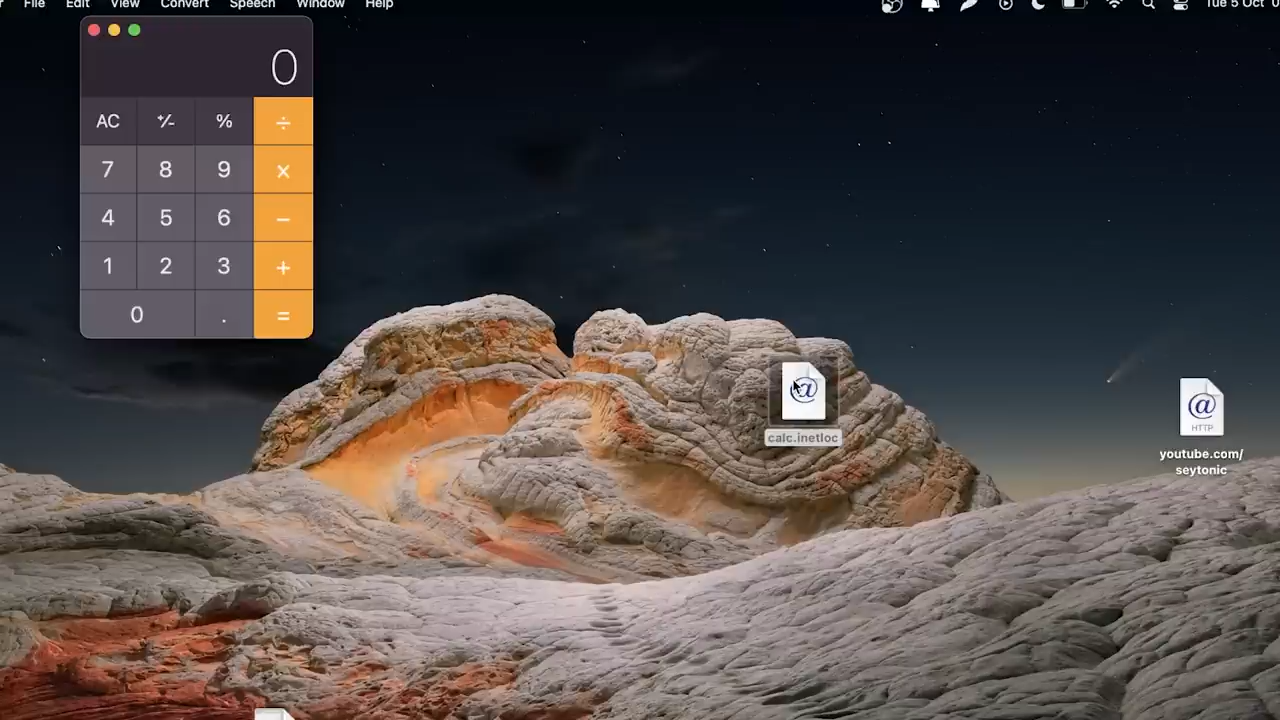 File Edit View Convert Speech Window Help
Tue 5 Oct
0
AC +/- % ÷
7 8 9 ×
4 5 6 −
1 2 3 +
0 . =
@
calc.inetloc
@
HTTP
youtube.com/
seytonic